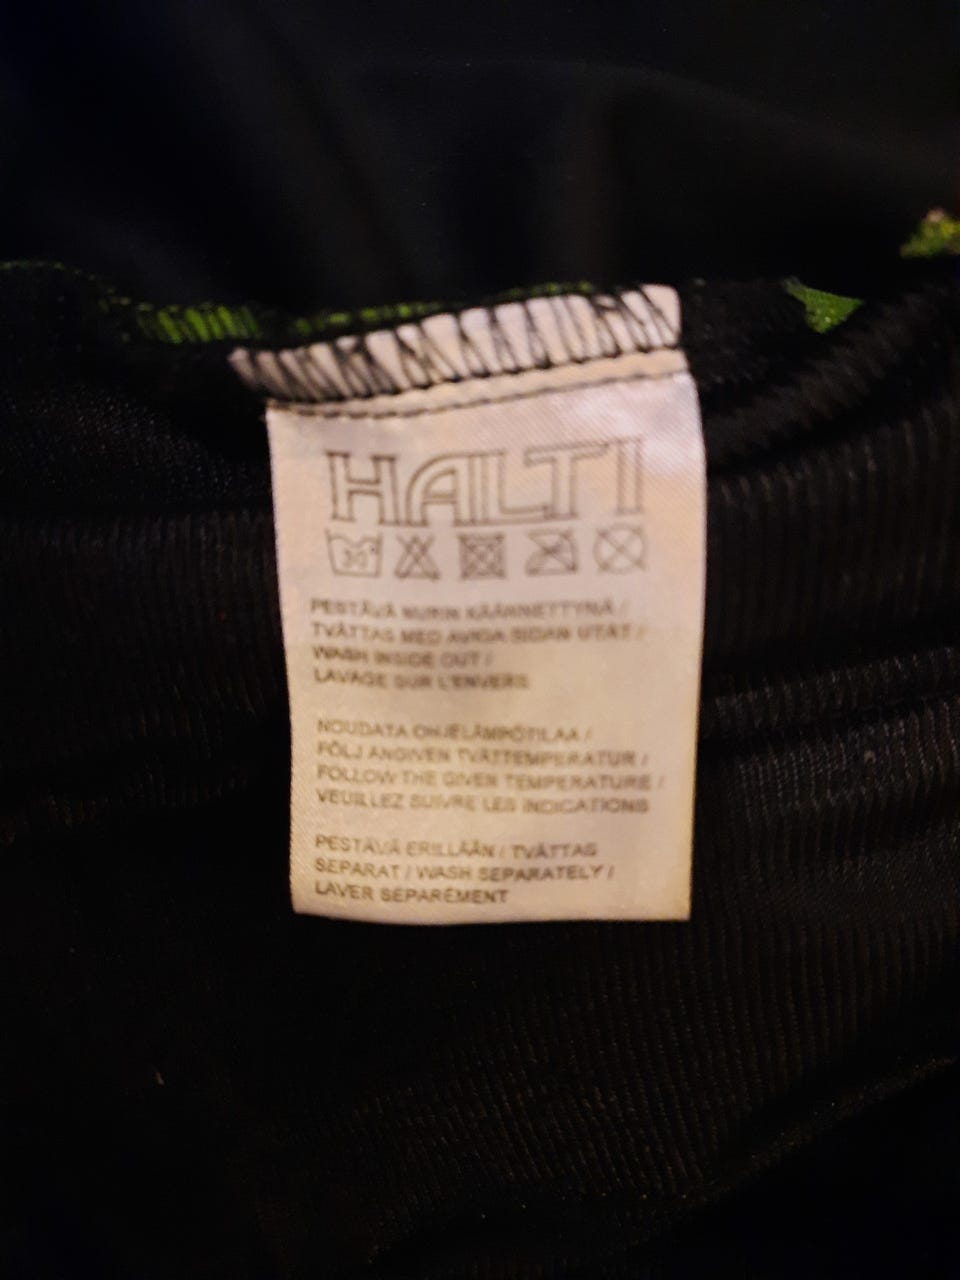 HALTI
30°
PESTÄVÄ NURIN KÄÄNNETTYNÄ /
TVÄTTAS MED AVIGA SIDAN UTÅT /
WASH INSIDE OUT /
LAVAGE SUR L'ENVERS
NOUDATA OHJELÄMPÖTILAA /
FÖLJ ANGIVEN TVÄTTEMPERATUR /
FOLLOW THE GIVEN TEMPERATURE /
VEUILLEZ SUIVRE LES INDICATIONS
PESTÄVÄ ERILLÄÄN / TVÄTTAS
SEPARAT / WASH SEPARATELY /
LAVER SÉPARÉMENT